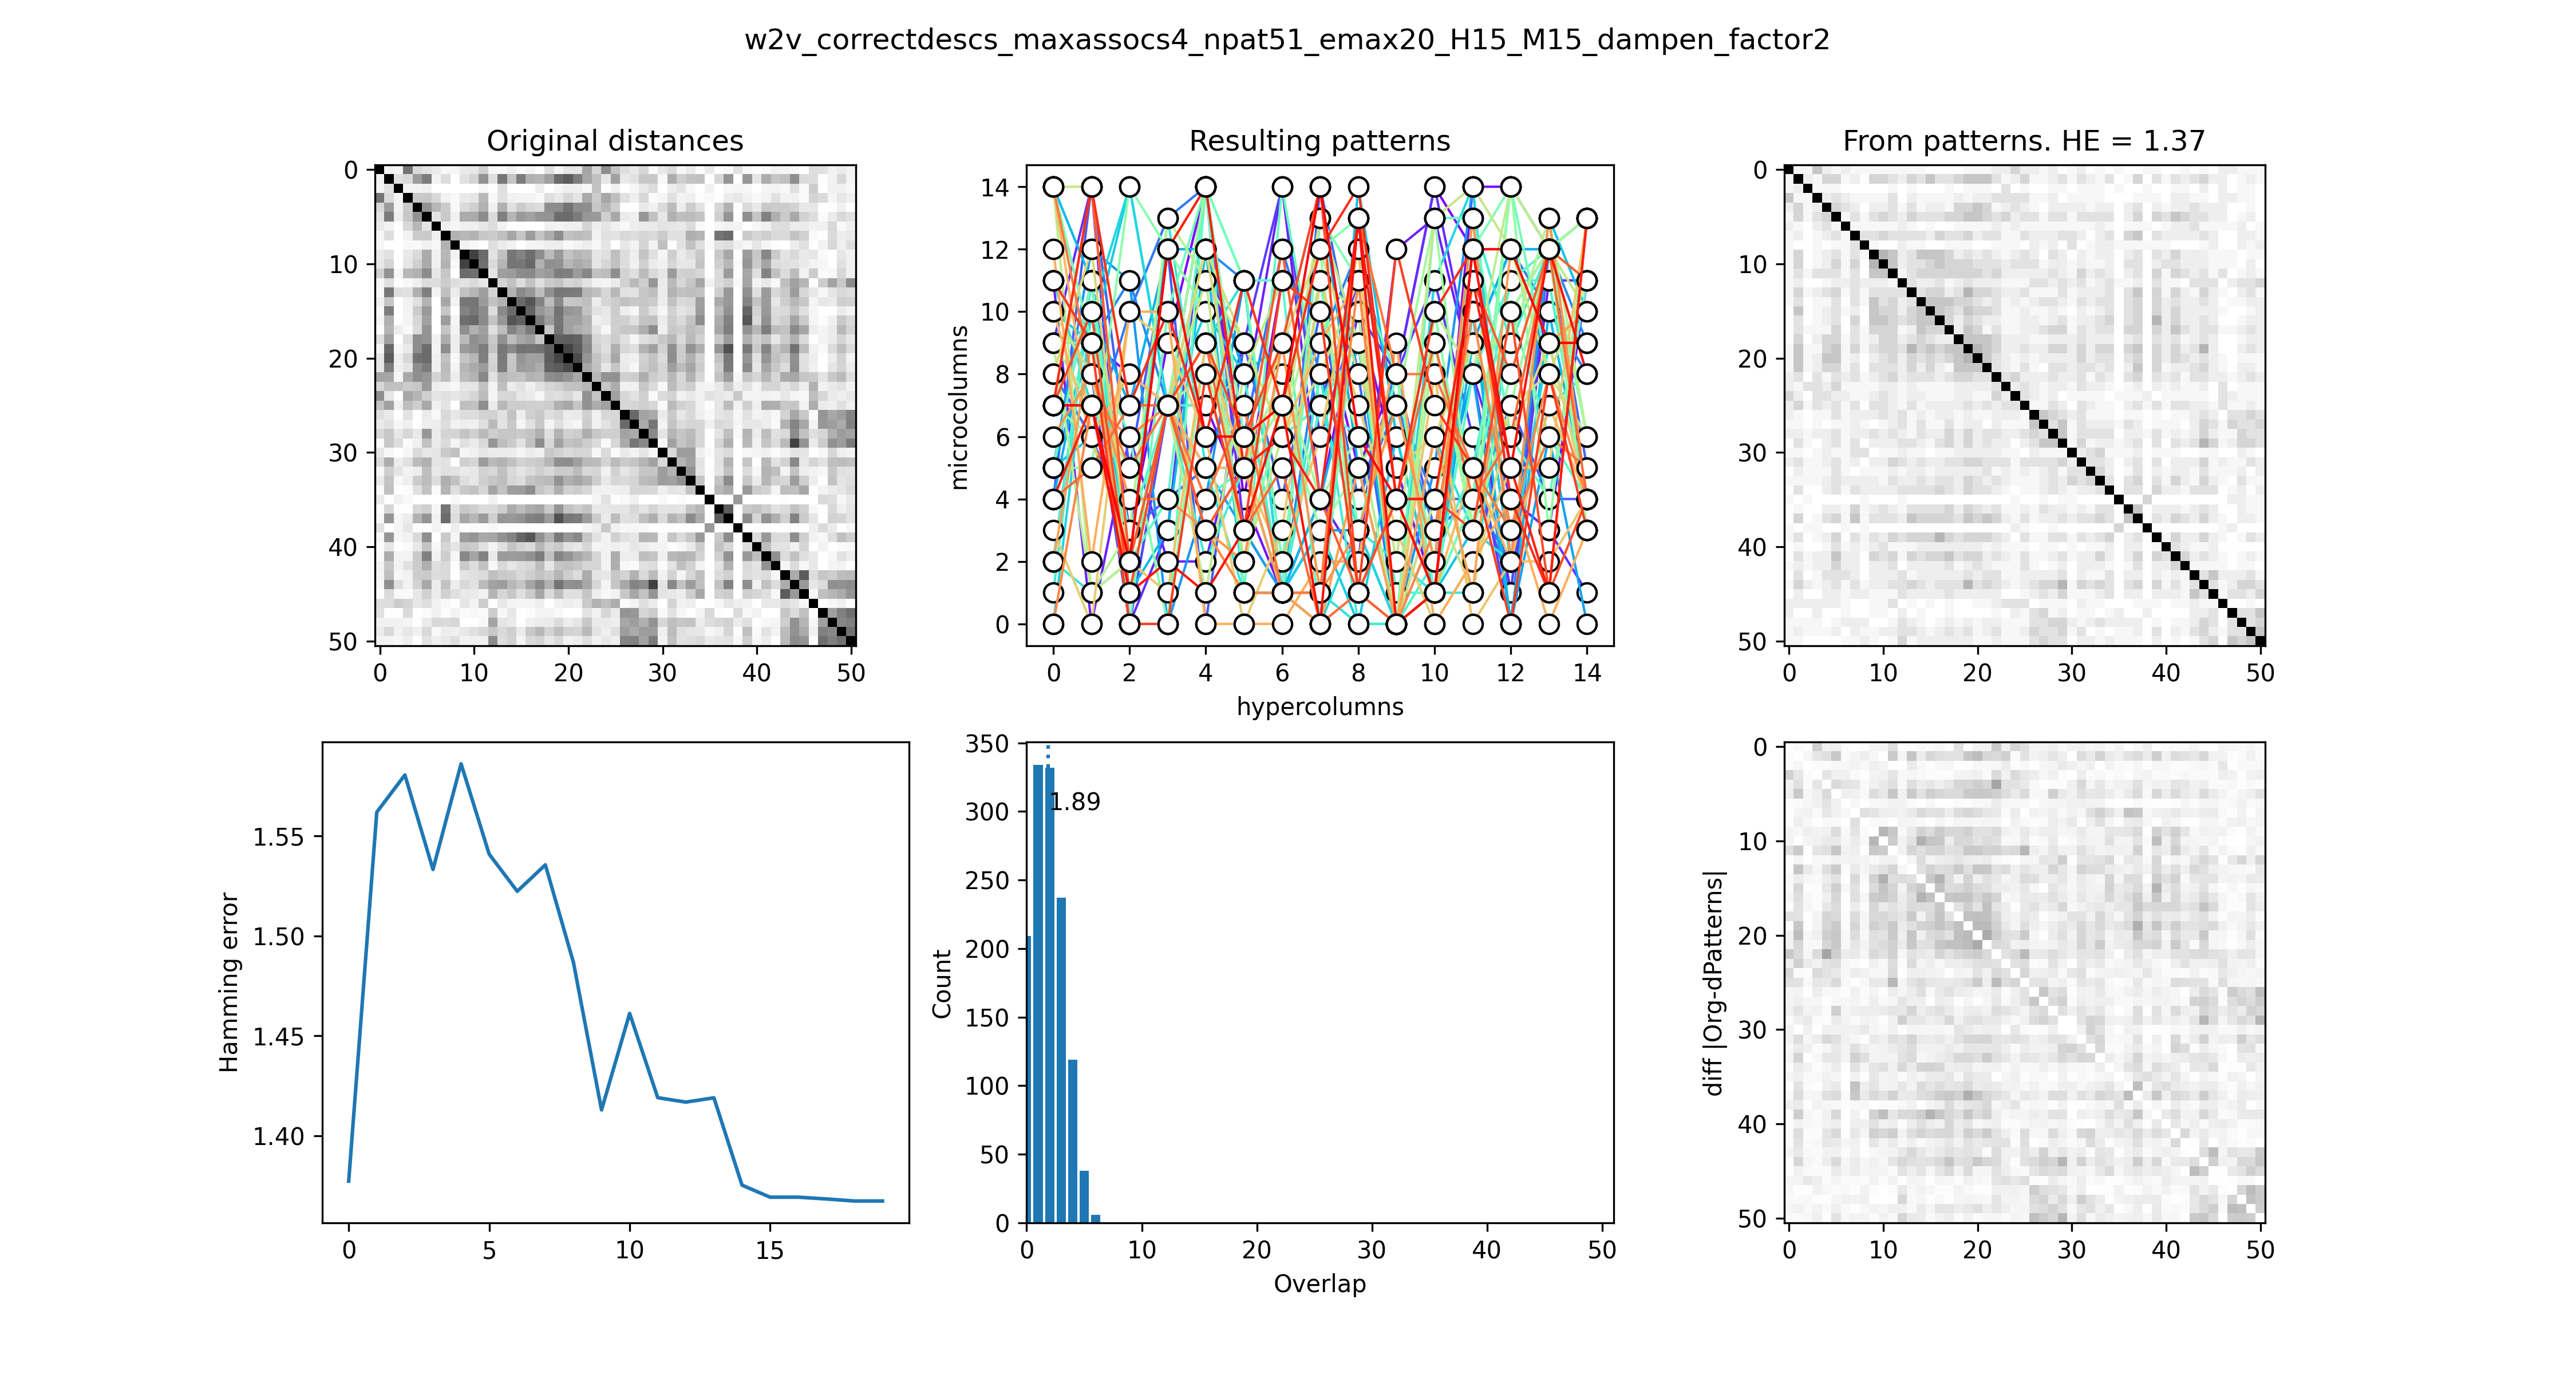 w2v_correctdescs_maxassocs4_npat51_emax20_H15_M15_dampen_factor2
Original distances
0
10
20
30
40
50
0 10 20 30 40 50
Resulting patterns
microcolumns
14
12
10
8
6
4
2
0
0 2 4 6 8 10 12 14
hypercolumns
From patterns. HE = 1.37
0
10
20
30
40
50
0 10 20 30 40 50
Hamming error
1.55
1.50
1.45
1.40
0 5 10 15
Count
350
300
250
200
150
100
50
0
1.89
0 10 20 30 40 50
Overlap
diff |Org-dPatterns|
0
10
20
30
40
50
0 10 20 30 40 50